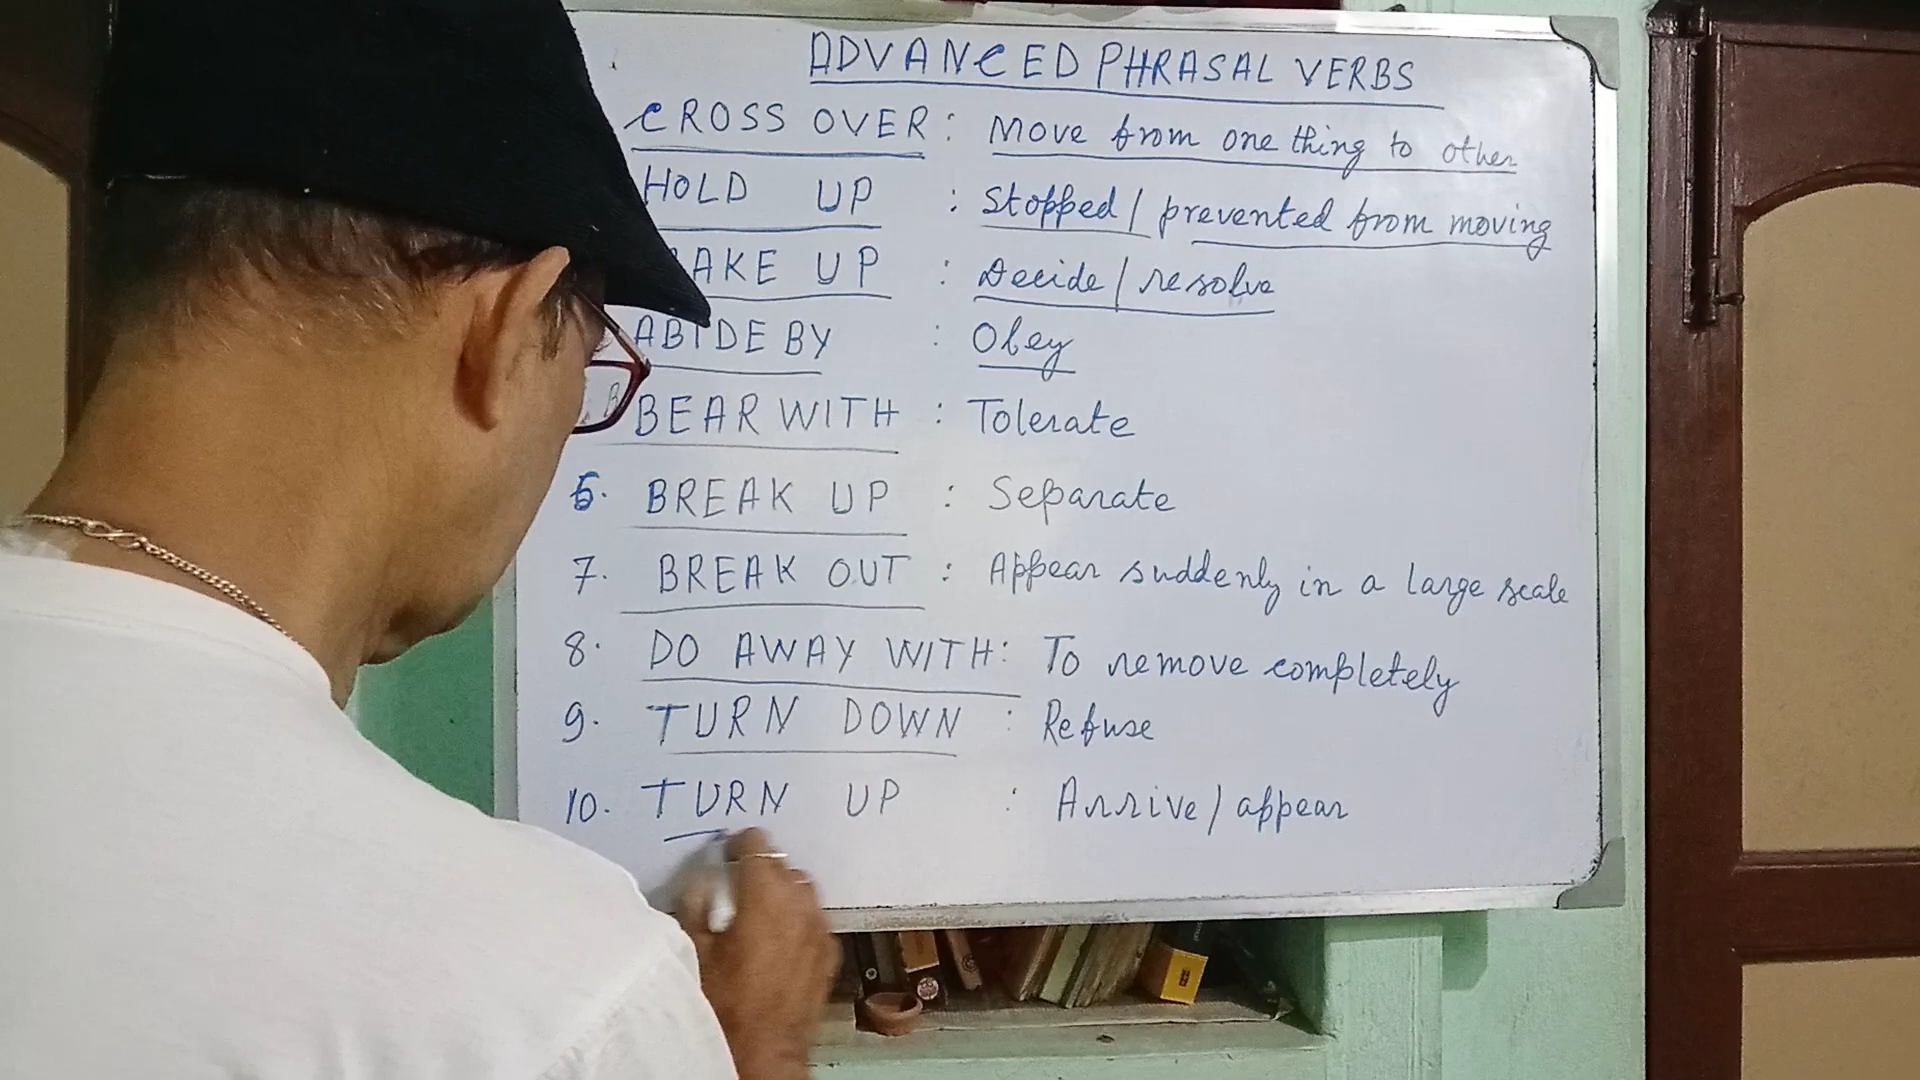 ADVANCED PHRASAL VERBS
CROSS OVER : Move from one thing to other
HOLD UP : Stopped / prevented from moving
AKE UP : Decide / resolve
ABIDE BY : Obey
BEAR WITH : Tolerate
6. BREAK UP : Separate
7. BREAK OUT : Appear suddenly in a large scale
8. DO AWAY WITH : To remove completely
9. TURN DOWN : Refuse
10. TURN UP : Arrive / appear